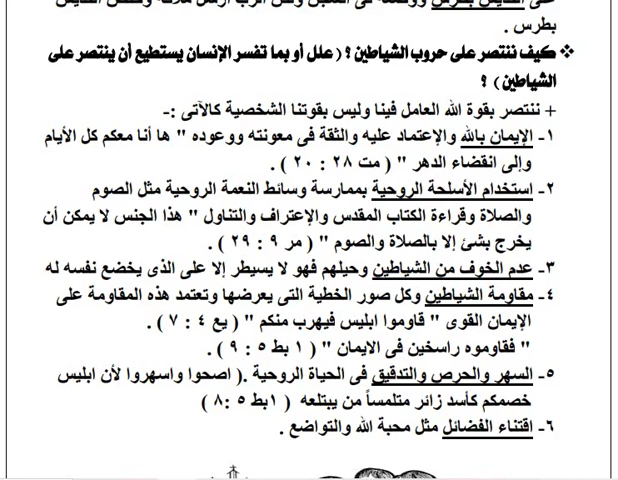 بطرس .
❖ كيف ننتصر على حروب الشياطين ؟ ( علل أو بما تفسر الإنسان يستطيع أن ينتصر على
الشياطين ) ؟
+ ننتصر بقوة الله العامل فينا وليس بقوتنا الشخصية كالآتى :-
١- الإيمان بالله والإعتماد عليه والثقة فى معونته ووعوده " ها أنا معكم كل الأيام
وإلى انقضاء الدهر " ( مت ٢٨ : ٢٠ ) .
٢- استخدام الأسلحة الروحية بممارسة وسائط النعمة الروحية مثل الصوم
والصلاة وقراءة الكتاب المقدس والإعتراف والتناول " هذا الجنس لا يمكن أن
يخرج بشئ إلا بالصلاة والصوم " ( مر ٩ : ٢٩ ) .
٣- عدم الخوف من الشياطين وحيلهم فهو لا يسيطر إلا على الذى يخضع نفسه له
٤- مقاومة الشياطين وكل صور الخطية التى يعرضها وتعتمد هذه المقاومة على
الإيمان القوى " قاوموا ابليس فيهرب منكم " ( يع ٤ : ٧ ) .
" فقاوموه راسخين فى الايمان " ( ١ بط ٥ : ٩ ) .
٥- السهر والحرص والتدقيق فى الحياة الروحية .( اصحوا واسهروا لأن ابليس
خصمكم كأسد زائر متلمساً من يبتلعه ( ١بط ٥ :٨ )
٦- اقتناء الفضائل مثل محبة الله والتواضع .